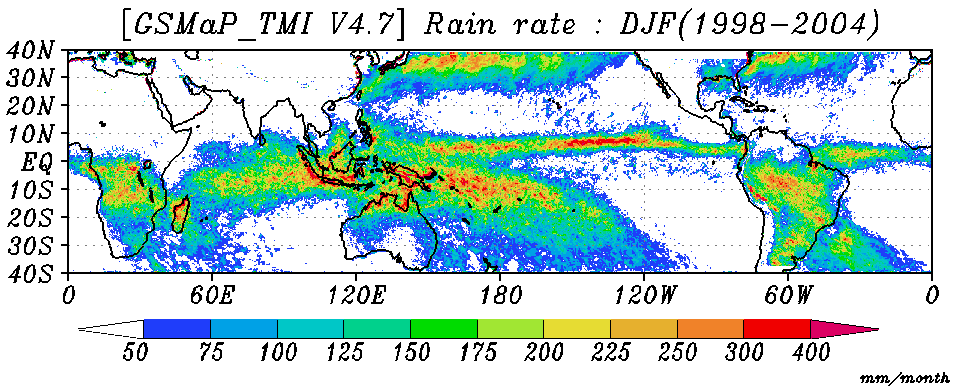 [GSMaP_TMI V4.7] Rain rate : DJF(1998-2004)
40N
30N
20N
10N
EQ
10S
20S
30S
40S
0 60E 120E 180 120W 60W 0
50 75 100 125 150 175 200 225 250 300 400
mm/month